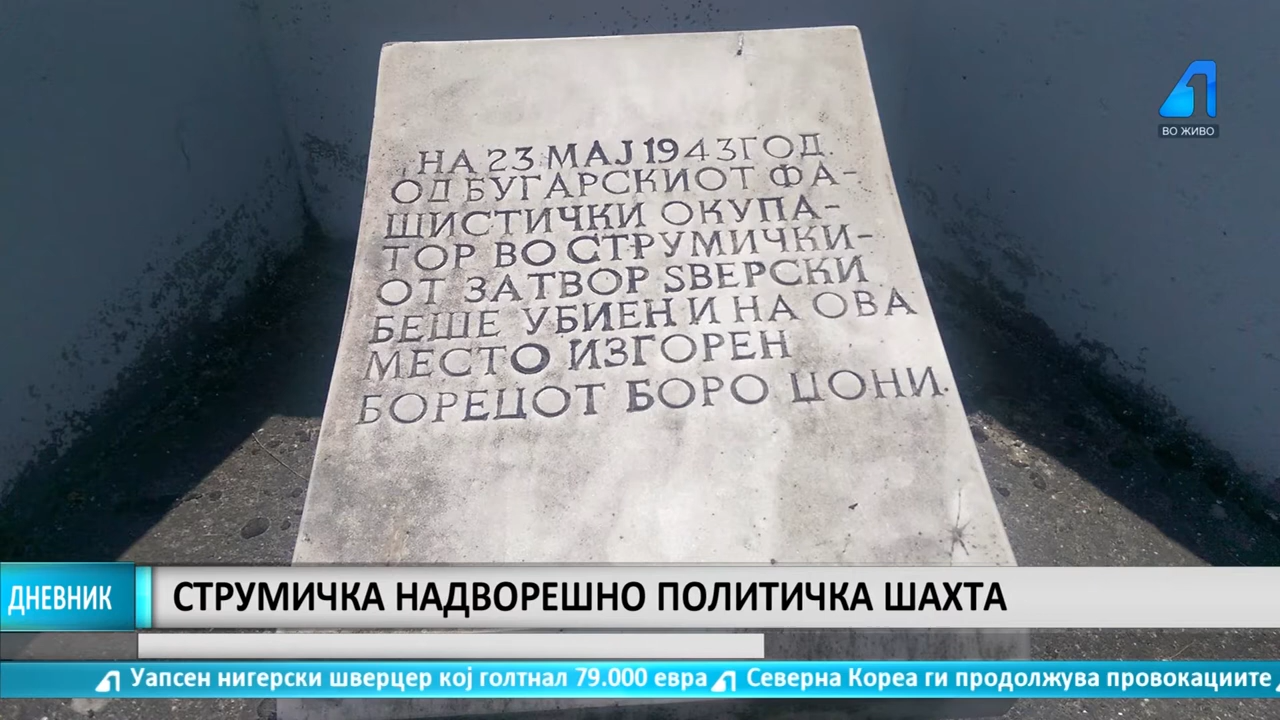 ВО ЖИВО
НА 23 МАЈ 1943 ГОД.
ОД БУГАРСКИОТ ФА-
ШИСТИЧКИ ОКУПА-
ТОР ВО СТРУМИЧКИ-
ОТ ЗАТВОР ЅВЕРСКИ
БЕШЕ УБИЕН И НА ОВА
МЕСТО ИЗГОРЕН
БОРЕЦОТ БОРО ЏОНИ.
ДНЕВНИК
СТРУМИЧКА НАДВОРЕШНО ПОЛИТИЧКА ШАХТА
Уапсен нигерски шверцер кој голтнал 79.000 евра Северна Кореа ги продолжува провокациите